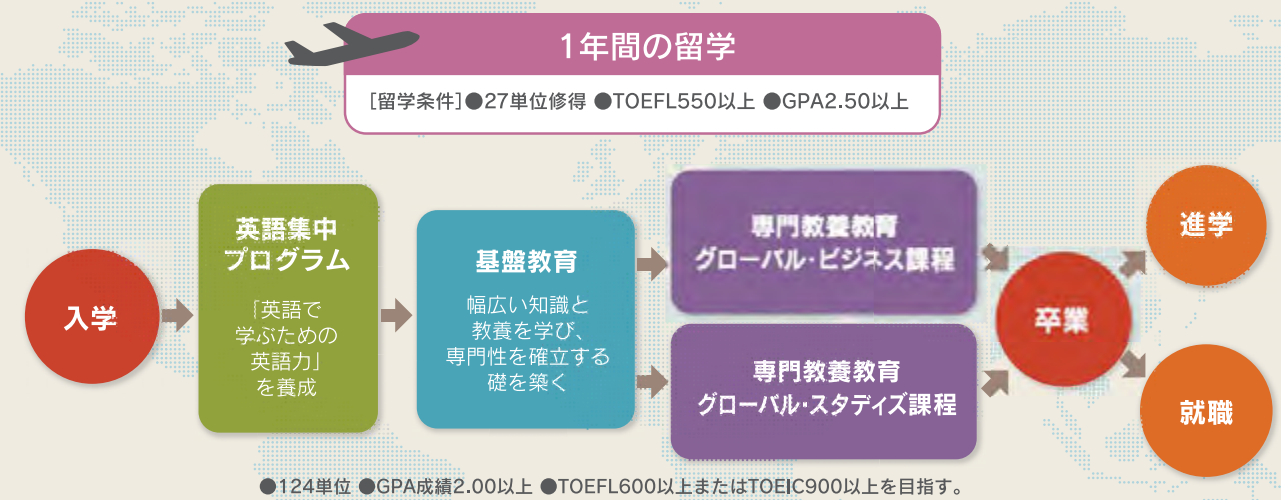 1年間の留学
[留学条件]●27単位修得 ●TOEFL550以上 ●GPA2.50以上
入学
英語集中
プログラム
「英語で
学ぶための
英語力」
を養成
基盤教育
幅広い知識と
教養を学び、
専門性を確立する
礎を築く
専門教養教育
グローバル・ビジネス課程
専門教養教育
グローバル・スタディズ課程
卒業
進学
就職
●124単位 ●GPA成績2.00以上 ●TOEFL600以上またはTOEIC900以上を目指す。